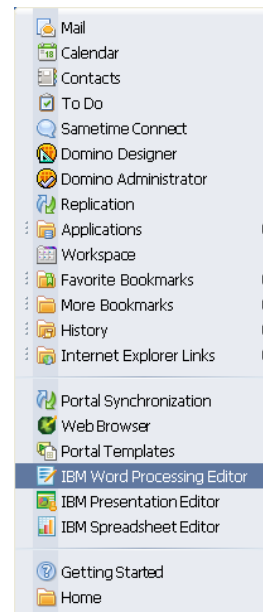 Mail
Calendar
Contacts
To Do
Sametime Connect
Domino Designer
Domino Administrator
Replication
Applications
Workspace
Favorite Bookmarks
More Bookmarks
History
Internet Explorer Links
Portal Synchronization
Web Browser
Portal Templates
IBM Word Processing Editor
IBM Presentation Editor
IBM Spreadsheet Editor
Getting Started
Home